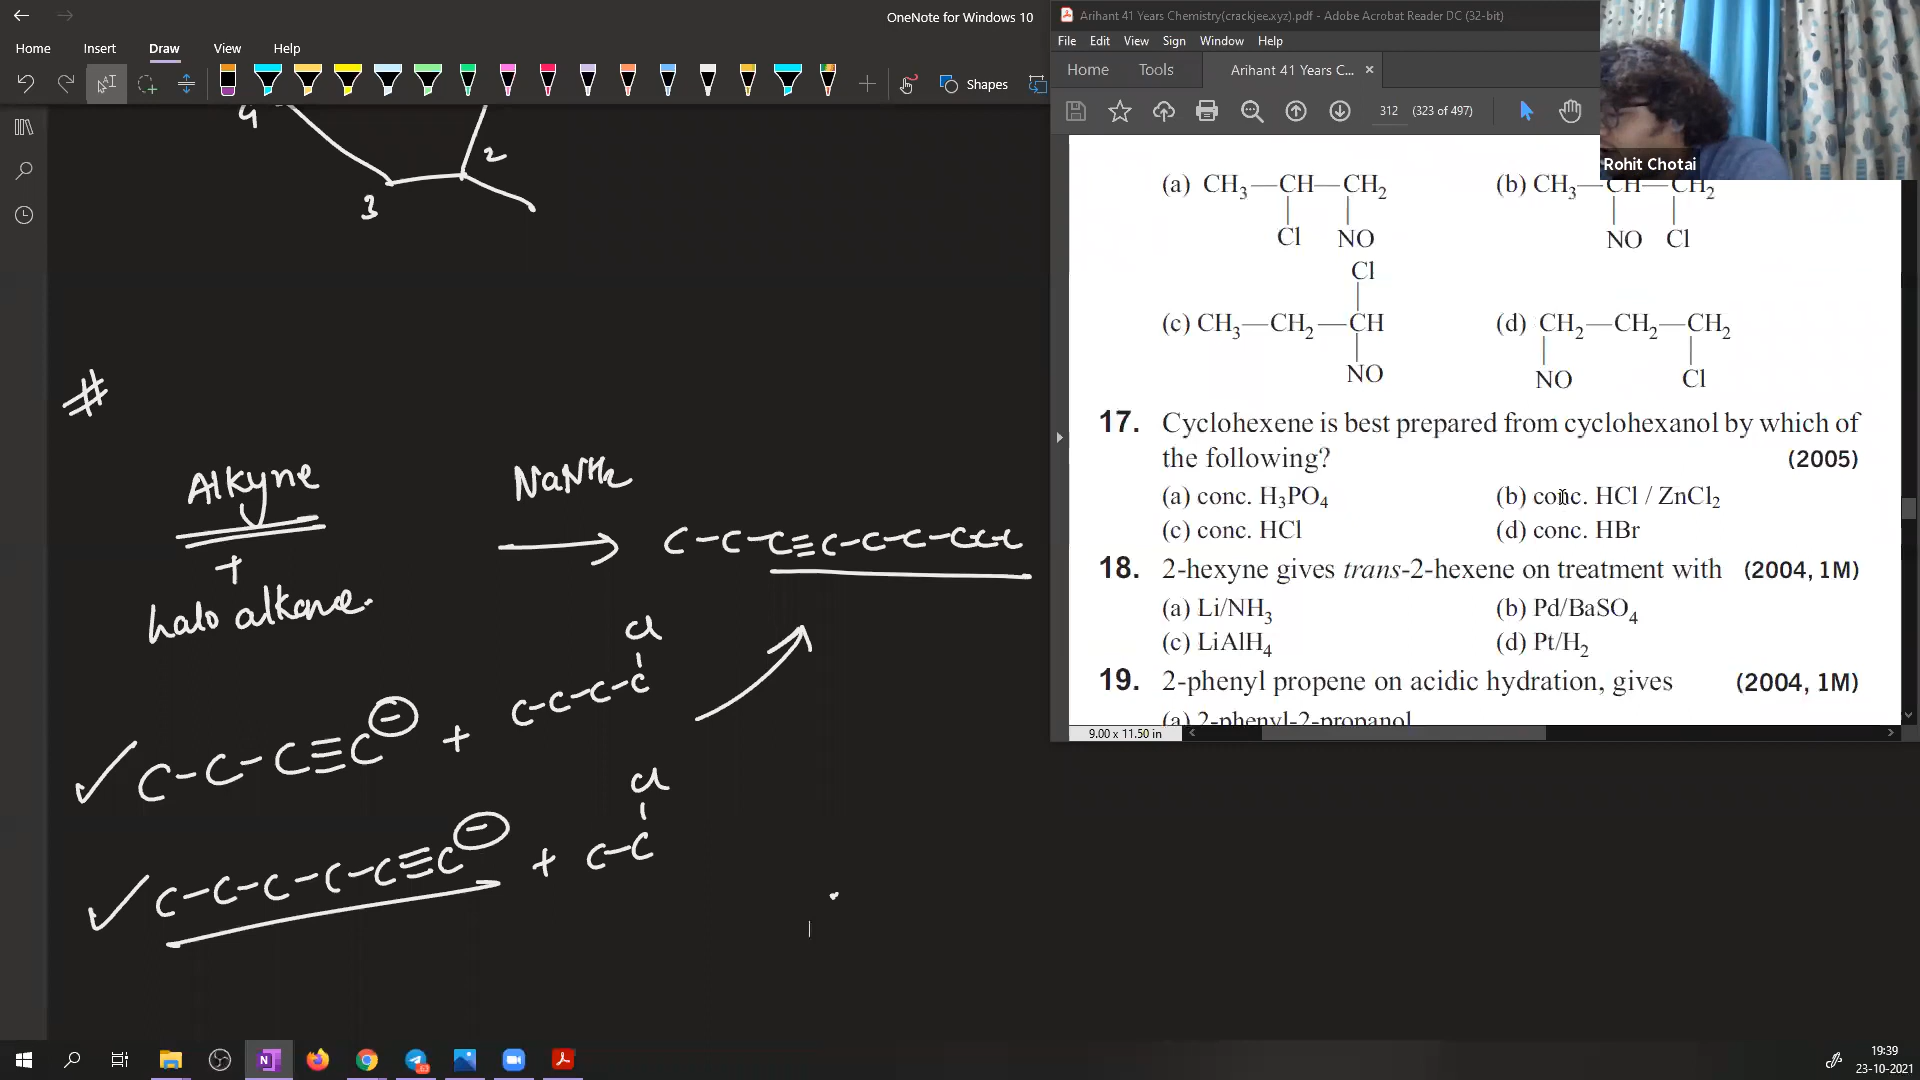 OneNote for Windows 10
Home Insert Draw View Help
Shapes
4
2
3
#
Alkyne
+
halo alkane.
NaNH2
C-C-C≡C-C-C-C-C-C
C-C-C-C≡C⊖ + C-C-C-C
Cl
C-C-C-C-C≡C⊖ + C-C
Cl
Arihant 41 Years Chemistry(crackjee.xyz).pdf - Adobe Acrobat Reader DC (32-bit)
File Edit View Sign Window Help
Home Tools Arihant 41 Years C... ×
312 (323 of 497)
Rohit Chotai
(a) CH3—CH—CH2 (b) CH3—CH—CH2
Cl NO NO Cl
Cl
(c) CH3—CH2—CH (d) CH2—CH2—CH2
NO NO Cl
17. Cyclohexene is best prepared from cyclohexanol by which of
the following? (2005)
(a) conc. H3PO4 (b) conc. HCl / ZnCl2
(c) conc. HCl (d) conc. HBr
18. 2-hexyne gives trans-2-hexene on treatment with (2004, 1M)
(a) Li/NH3 (b) Pd/BaSO4
(c) LiAlH4 (d) Pt/H2
19. 2-phenyl propene on acidic hydration, gives (2004, 1M)
(a) 2-phenyl-2-propanol
9.00 x 11.50 in
19:39
23-10-2021